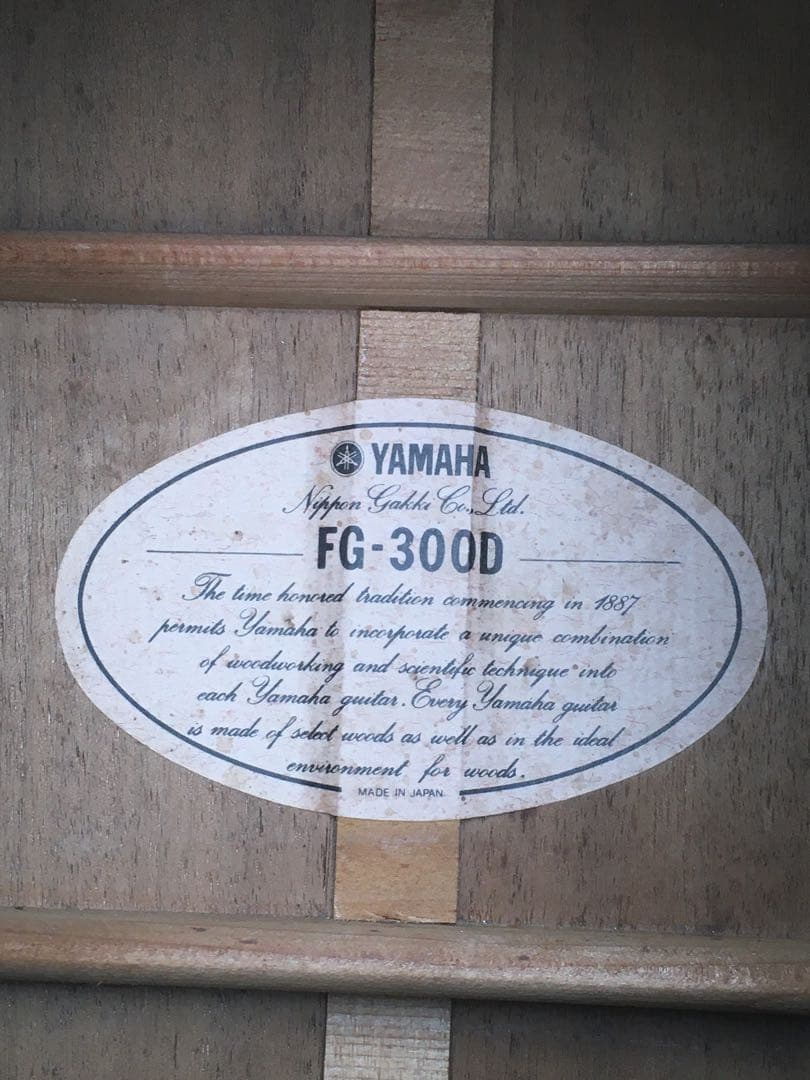 YAMAHA
Nippon Gakki Co., Ltd.
FG-300D
The time honored tradition commencing in 1887
permits Yamaha to incorporate a unique combination
of woodworking and scientific technique into
each Yamaha guitar. Every Yamaha guitar
is made of select woods as well as in the ideal
environment for woods.
MADE IN JAPAN